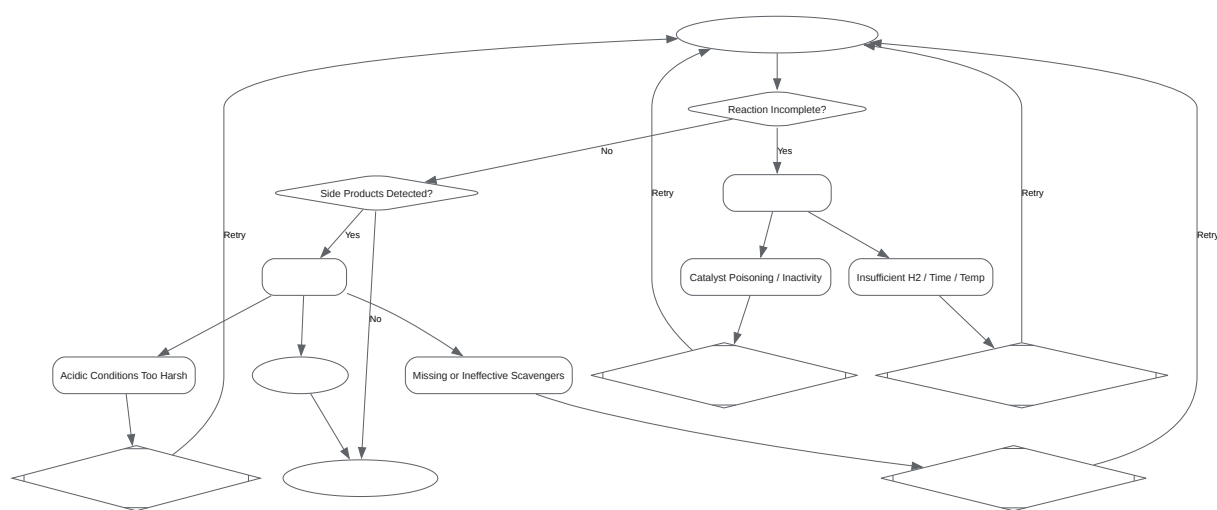 Reaction Incomplete?
No
Yes
Side Products Detected?
Retry
Retry
Retry
Yes
Retry
Catalyst Poisoning / Inactivity
Insufficient H2 / Time / Temp
No
Acidic Conditions Too Harsh
Missing or Ineffective Scavengers